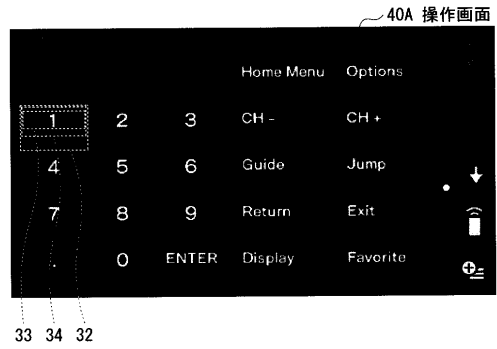 40A 操作画面
Home Menu Options
1 2 3 CH - CH +
4 5 6 Guide Jump
7 8 9 Return Exit
. 0 ENTER Display Favorite
33 34 32